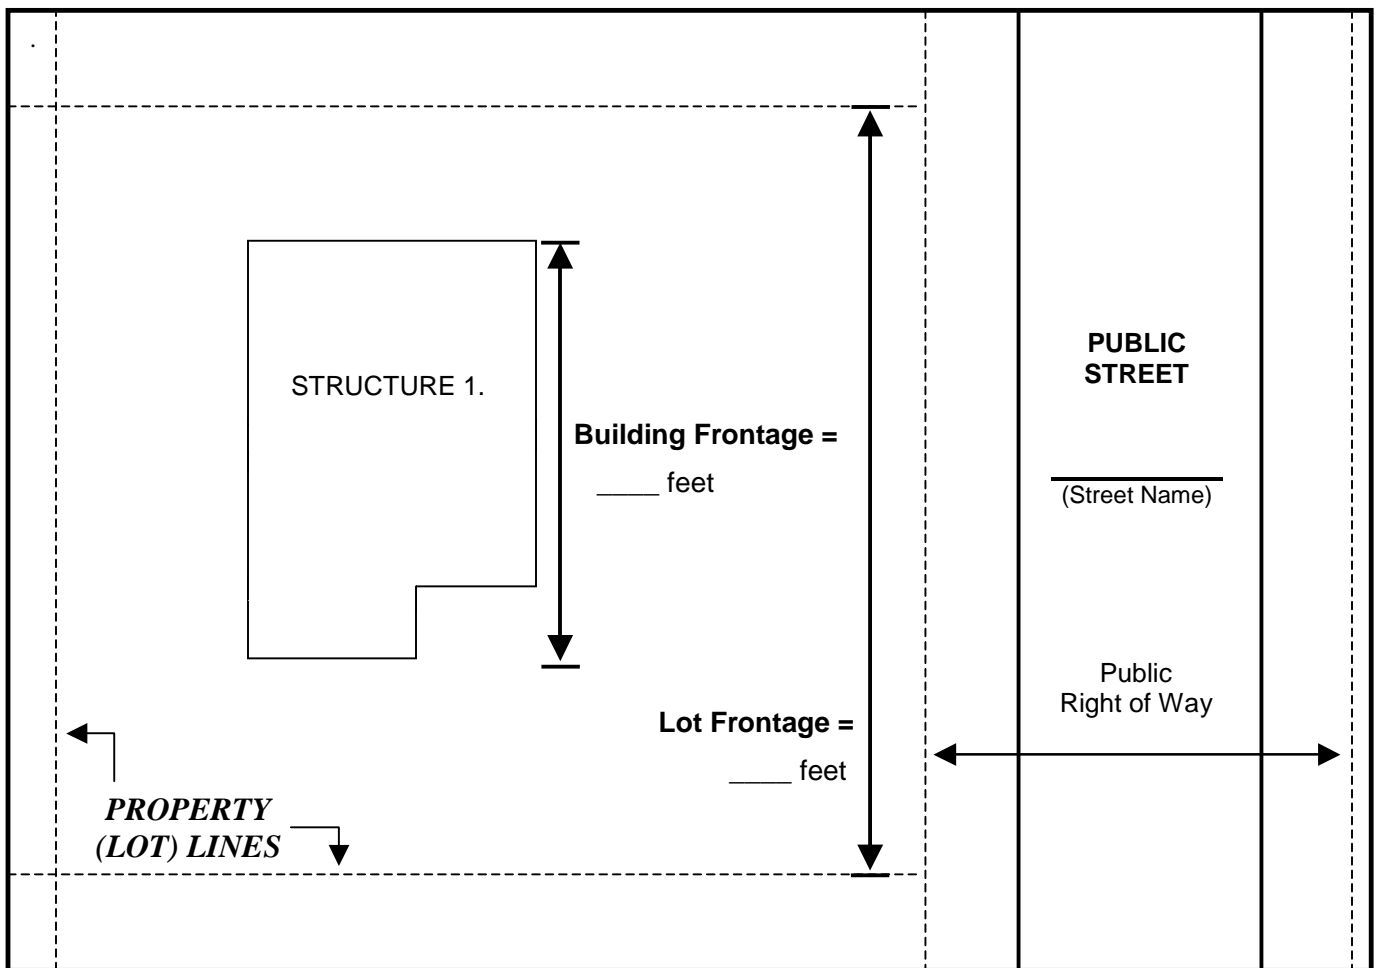 STRUCTURE 1.
Building Frontage =
____ feet
Lot Frontage =
____ feet
PROPERTY
(LOT) LINES
PUBLIC
STREET
(Street Name)
Public
Right of Way